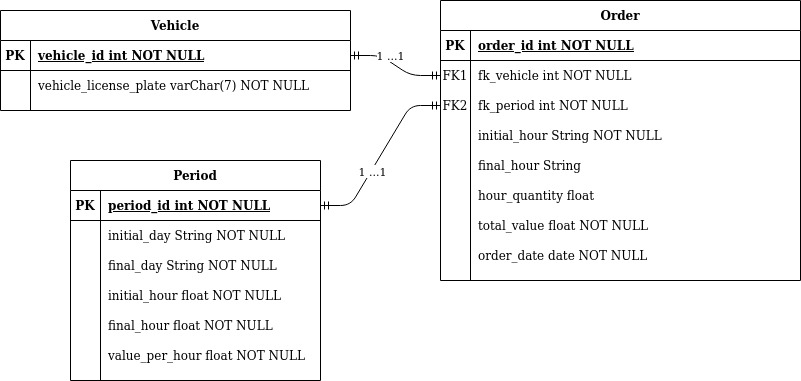 Vehicle
PK vehicle_id int NOT NULL
vehicle_license_plate varChar(7) NOT NULL
1 ...1
Order
PK order_id int NOT NULL
FK1 fk_vehicle int NOT NULL
FK2 fk_period int NOT NULL
initial_hour String NOT NULL
final_hour String
hour_quantity float
total_value float NOT NULL
order_date date NOT NULL
1 ...1
Period
PK period_id int NOT NULL
initial_day String NOT NULL
final_day String NOT NULL
initial_hour float NOT NULL
final_hour float NOT NULL
value_per_hour float NOT NULL